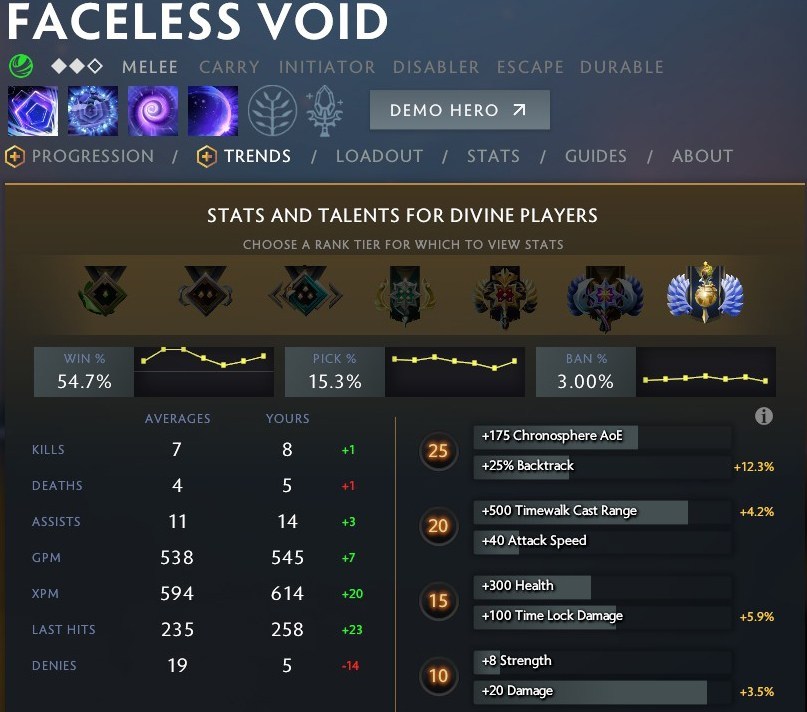 FACELESS VOID
MELEE CARRY INITIATOR DISABLER ESCAPE DURABLE
DEMO HERO
PROGRESSION / TRENDS / LOADOUT / STATS / GUIDES / ABOUT
STATS AND TALENTS FOR DIVINE PLAYERS
CHOOSE A RANK TIER FOR WHICH TO VIEW STATS
WIN %
54.7%
PICK %
15.3%
BAN %
3.00%
AVERAGES YOURS
KILLS 7 8 +1
DEATHS 4 5 +1
ASSISTS 11 14 +3
GPM 538 545 +7
XPM 594 614 +20
LAST HITS 235 258 +23
DENIES 19 5 -14
25
+175 Chronosphere AoE
+25% Backtrack +12.3%
20
+500 Timewalk Cast Range +4.2%
+40 Attack Speed
15
+300 Health
+100 Time Lock Damage +5.9%
10
+8 Strength
+20 Damage +3.5%